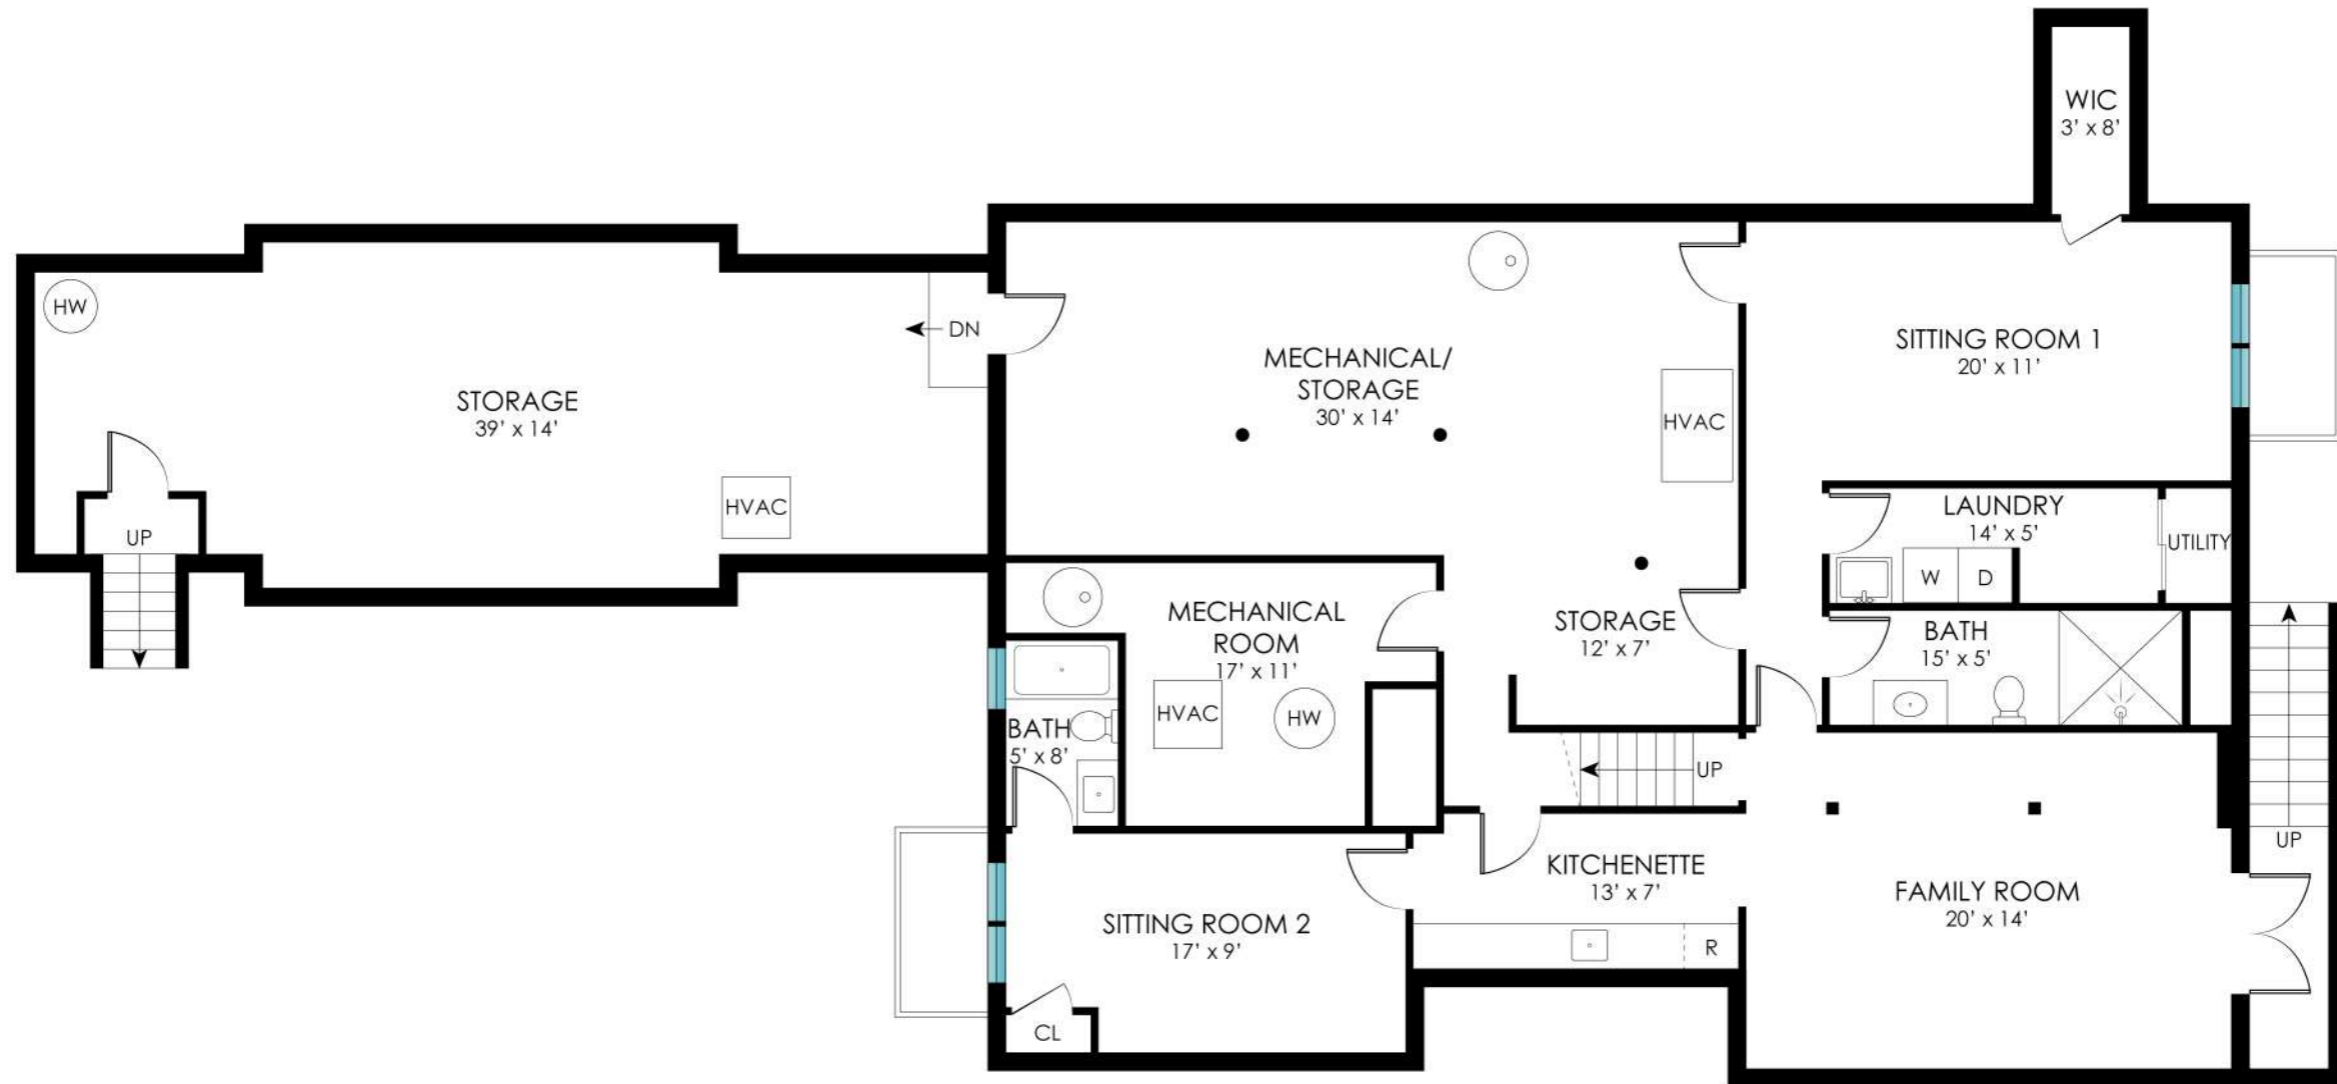 WIC
3' x 8'
HW
DN
STORAGE
39' x 14'
HVAC
UP
MECHANICAL/
STORAGE
30' x 14'
HVAC
SITTING ROOM 1
20' x 11'
LAUNDRY
14' x 5'
UTILITY
W
D
MECHANICAL
ROOM
17' x 11'
HVAC
HW
STORAGE
12' x 7'
BATH
15' x 5'
BATH
5' x 8'
UP
UP
KITCHENETTE
13' x 7'
R
FAMILY ROOM
20' x 14'
SITTING ROOM 2
17' x 9'
CL